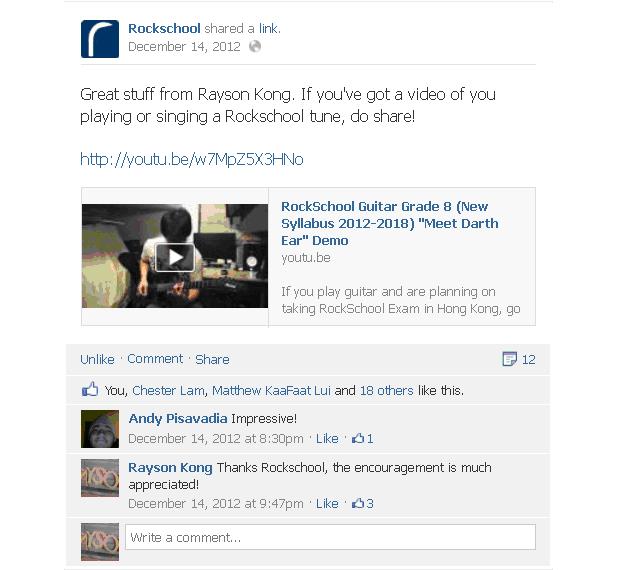 Rockschool shared a link.
December 14, 2012
Great stuff from Rayson Kong. If you've got a video of you
playing or singing a Rockschool tune, do share!
http://youtu.be/w7MpZ5X3HNo
RockSchool Guitar Grade 8 (New
Syllabus 2012-2018) "Meet Darth
Ear" Demo
youtu.be
If you play guitar and are planning on
taking RockSchool Exam in Hong Kong, go
Unlike · Comment · Share 12
You, Chester Lam, Matthew KaaFaat Lui and 18 others like this.
Andy Pisavadia Impressive!
December 14, 2012 at 8:30pm · Like · 1
Rayson Kong Thanks Rockschool, the encouragement is much
appreciated!
December 14, 2012 at 9:47pm · Like · 3
Write a comment...